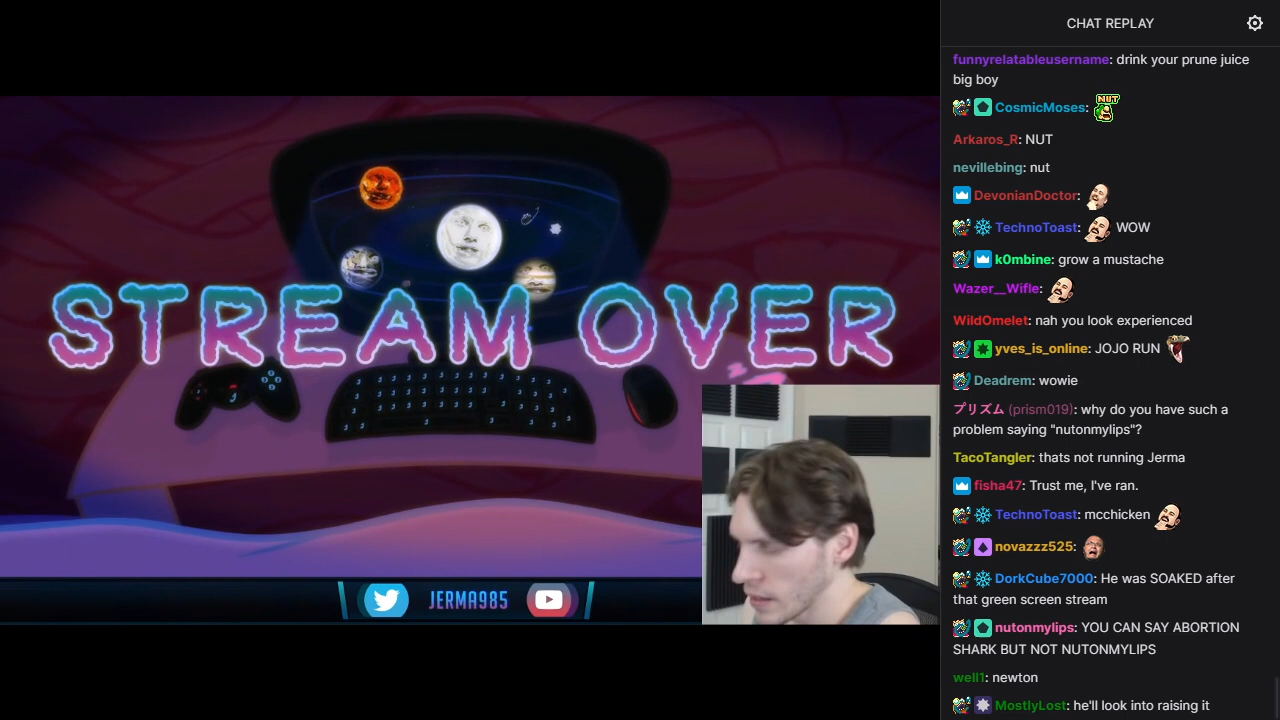 STREAM OVER
JERMA985
CHAT REPLAY
funnyrelatableusername: drink your prune juice
big boy
CosmicMoses: NUT
Arkaros_R: NUT
nevillebing: nut
DevonianDoctor:
TechnoToast: WOW
k0mbine: grow a mustache
Wazer__Wifle:
WildOmelet: nah you look experienced
yves_is_online: JOJO RUN
Deadrem: wowie
プリズム (prism019): why do you have such a
problem saying "nutonmylips"?
TacoTangler: thats not running Jerma
fisha47: Trust me, I've ran.
TechnoToast: mcchicken
novazzz525:
DorkCube7000: He was SOAKED after
that green screen stream
nutonmylips: YOU CAN SAY ABORTION
SHARK BUT NOT NUTONMYLIPS
well1: newton
MostlyLost: he'll look into raising it